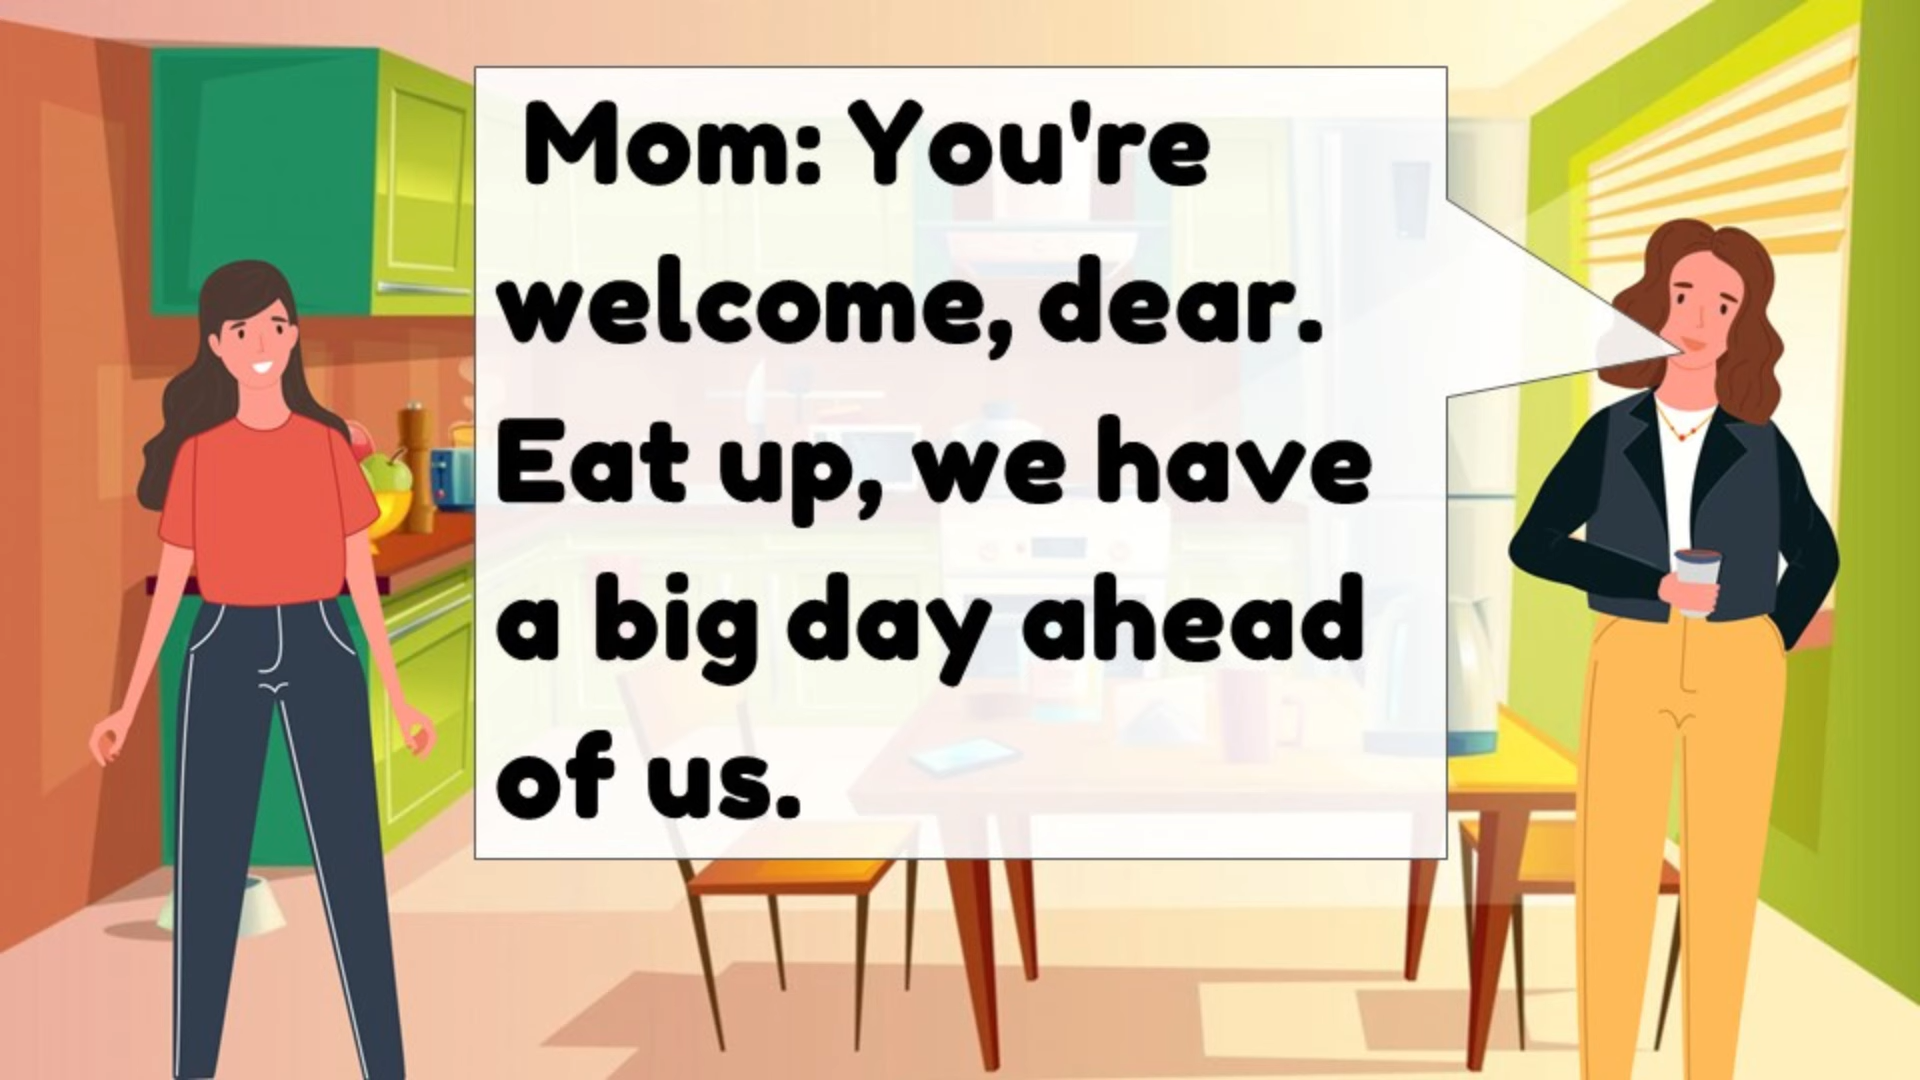 Mom: You're
welcome, dear.
Eat up, we have
a big day ahead
of us.